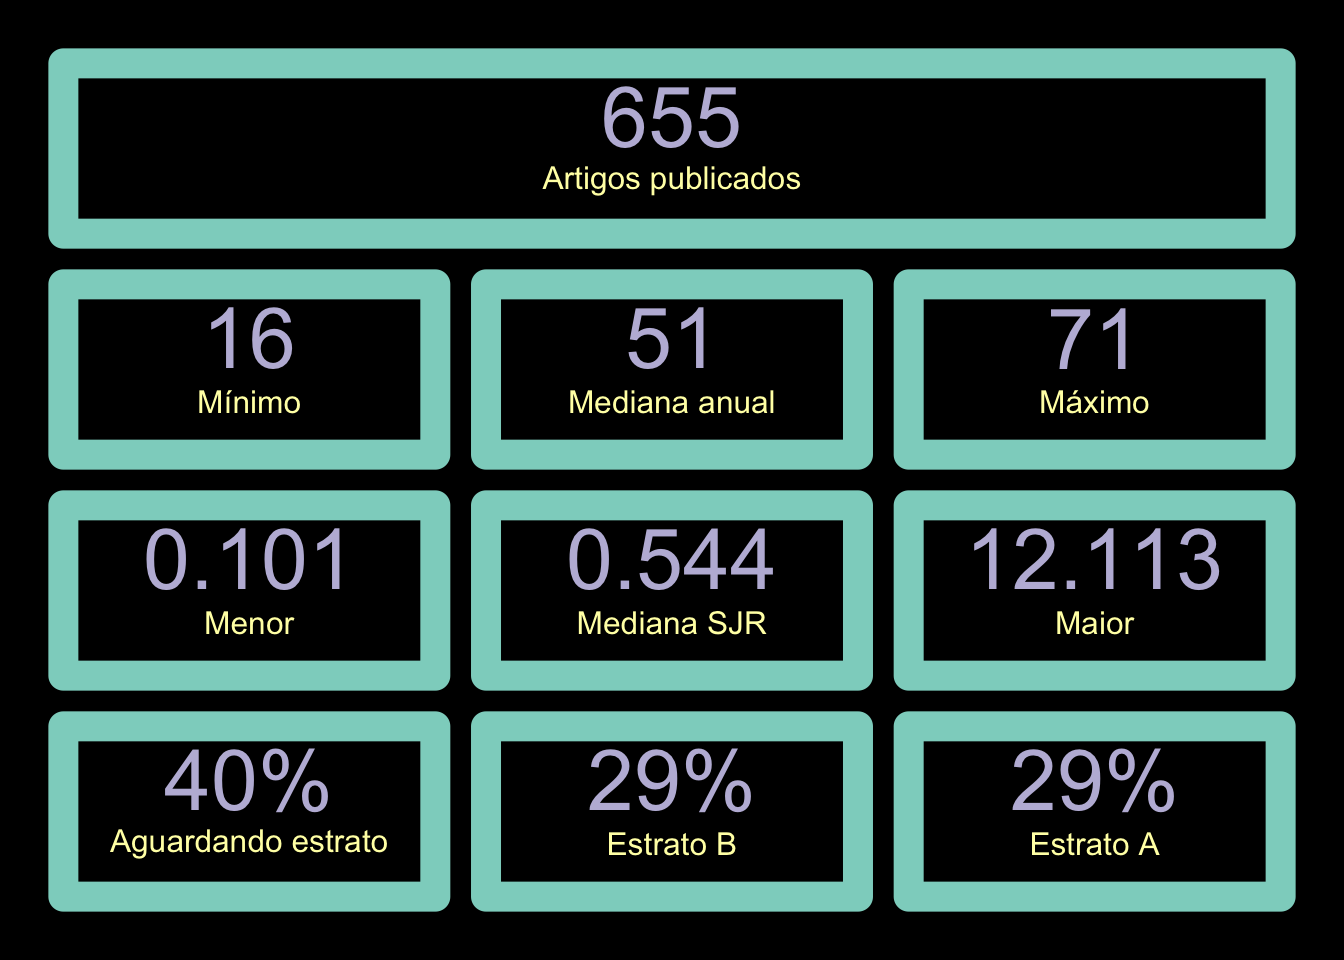 655
Artigos publicados
16
Mínimo
51
Mediana anual
71
Máximo
0.101
Menor
0.544
Mediana SJR
12.113
Maior
40%
Aguardando estrato
29%
Estrato B
29%
Estrato A